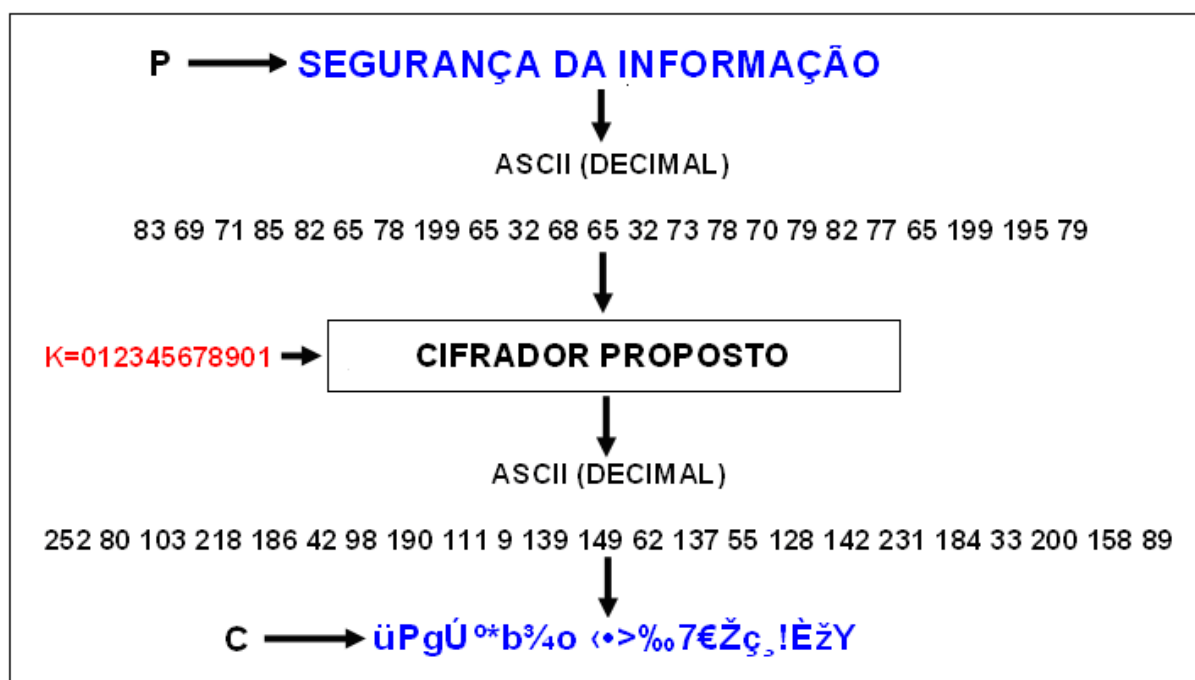 P SEGURANÇA DA INFORMAÇÃO
ASCII (DECIMAL)
83 69 71 85 82 65 78 199 65 32 68 65 32 73 78 70 79 82 77 65 199 195 79
K=012345678901 CIFRADOR PROPOSTO
ASCII (DECIMAL)
252 80 103 218 186 42 98 190 111 9 139 149 62 137 55 128 142 231 184 33 200 158 89
C üPgÚº*b¾o ‹•>‰7€Žç¸!ÈžY